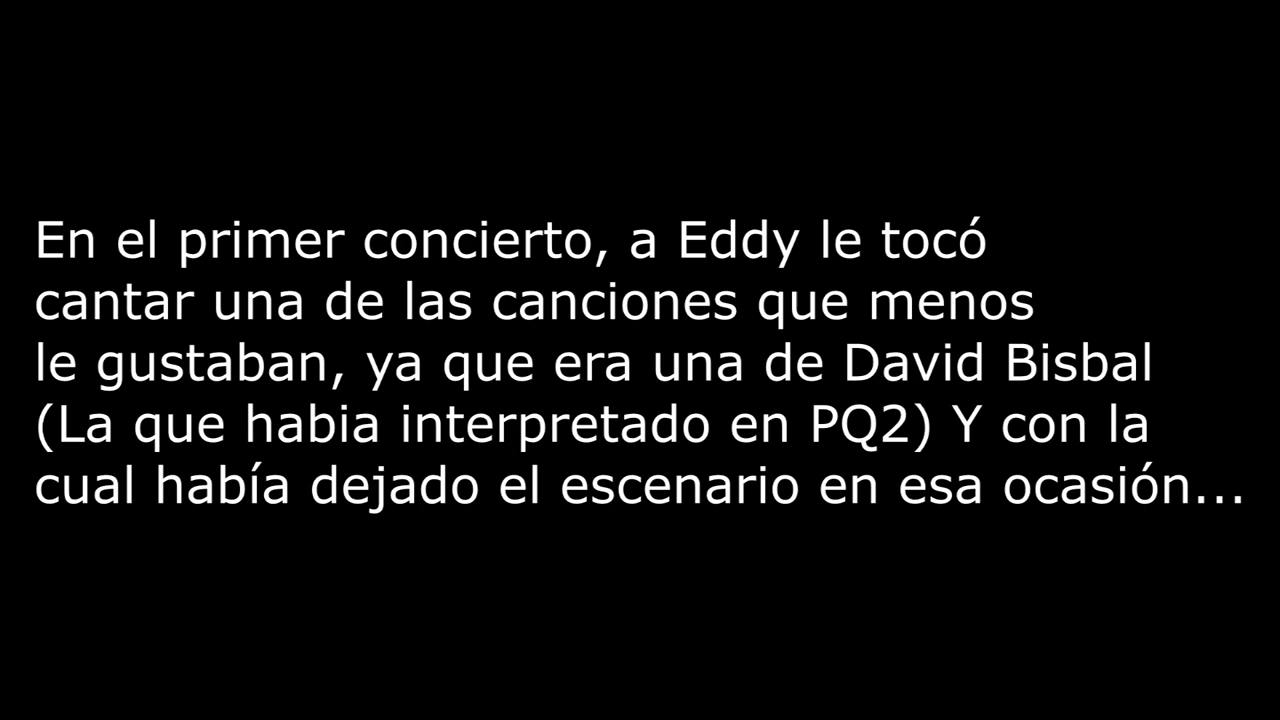 En el primer concierto, a Eddy le tocó
cantar una de las canciones que menos
le gustaban, ya que era una de David Bisbal
(La que habia interpretado en PQ2) Y con la
cual había dejado el escenario en esa ocasión...